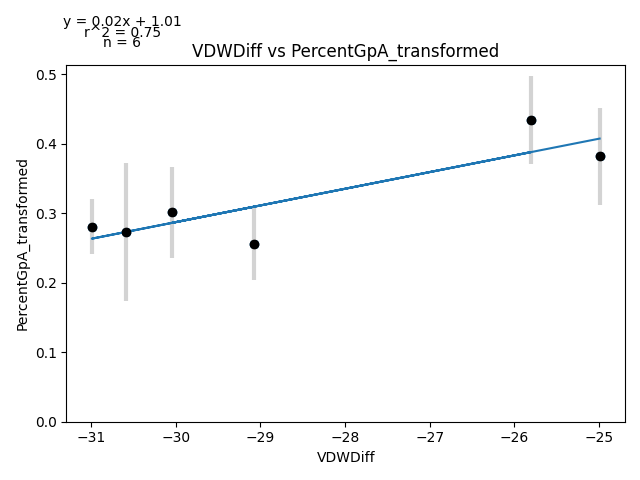 y = 0.02x + 1.01
r^2 = 0.75
n = 6
VDWDiff vs PercentGpA_transformed
0.5
0.4
0.3
0.2
0.1
0.0
PercentGpA_transformed
−31 −30 −29 −28 −27 −26 −25
VDWDiff